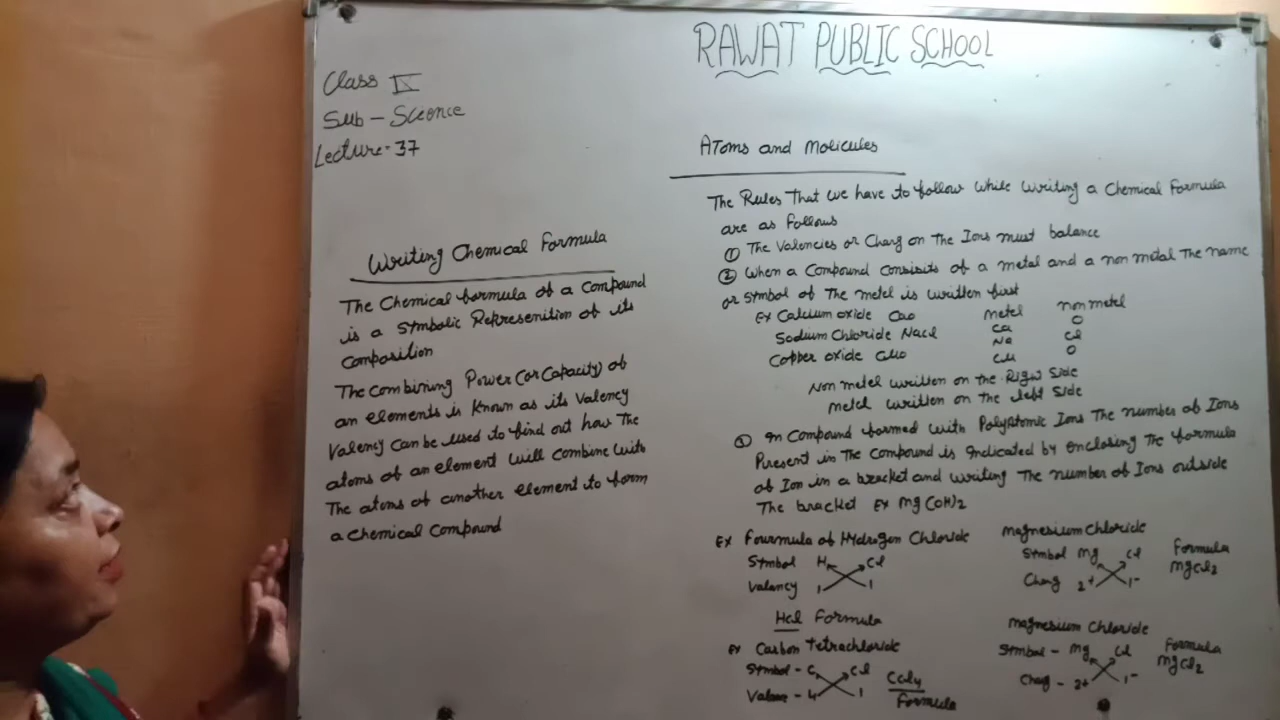 RAWAT PUBLIC SCHOOL
Class IX
Sub - Science
Lecture - 37
Writing Chemical Formula
The Chemical formula of a Compound
is a Symbolic Represenition of its
Composition
The Combining Power (or Capacity) of
an elements is known as its Valency
Valency Can be used to find out how The
atoms of an element will Combine with
The atoms of another element to form
a Chemical Compound
Atoms and Molicules
The Rules That we have to follow while writing a Chemical Formula
are as Follows
① The Valencies or Charg on The Ions must balance
② When a Compound Consisits of a metal and a non metal The name
or Symbol of The metel is written first
Ex Calcium oxide Cao Metel non metel
Ca O
Sodium Chloride Nacl Na Cl
Copper oxide Cuo Cu O
Non metel written on the Right Side
Metel written on the left Side
③ In Compound formed with Polyatomic Ions The number of Ions
Present in The Compound is Indicated by enclosing The formula
of Ion in a bracket and writing The number of Ions outside
The bracket Ex Mg(OH)2
Ex Fourmula of Hydrogen Chloride
Symbol H Cl
Valancy 1 1
Hcl Formula
Magnesium Chloride
Symbol Mg Cl Formula
Charg 2+ 1- MgCl2
Ex Carbon Tetrachloride
Symbol - C Cl
Valane - 4 1 Ccl4
Formula
Magnesium Chloride
Symbol - Mg Cl Formula
Charg - 2+ 1- MgCl2